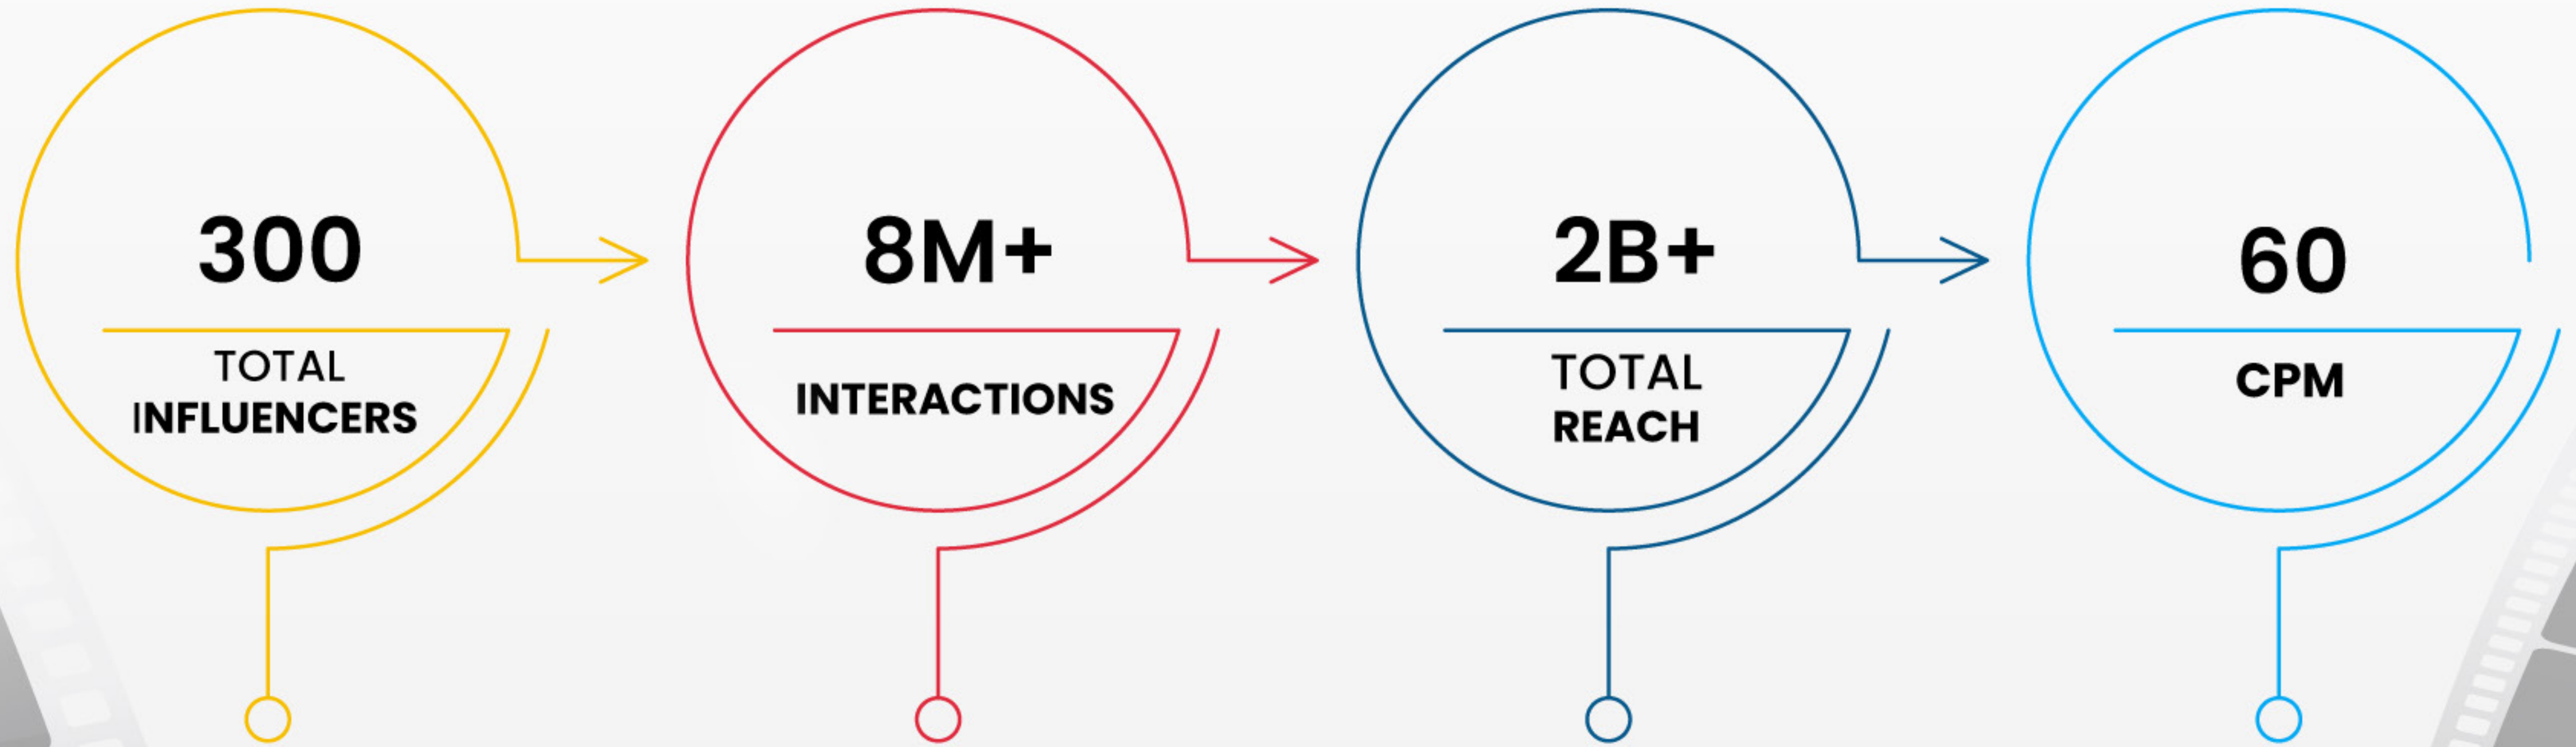 300
TOTAL
INFLUENCERS
8M+
INTERACTIONS
2B+
TOTAL
REACH
60
CPM